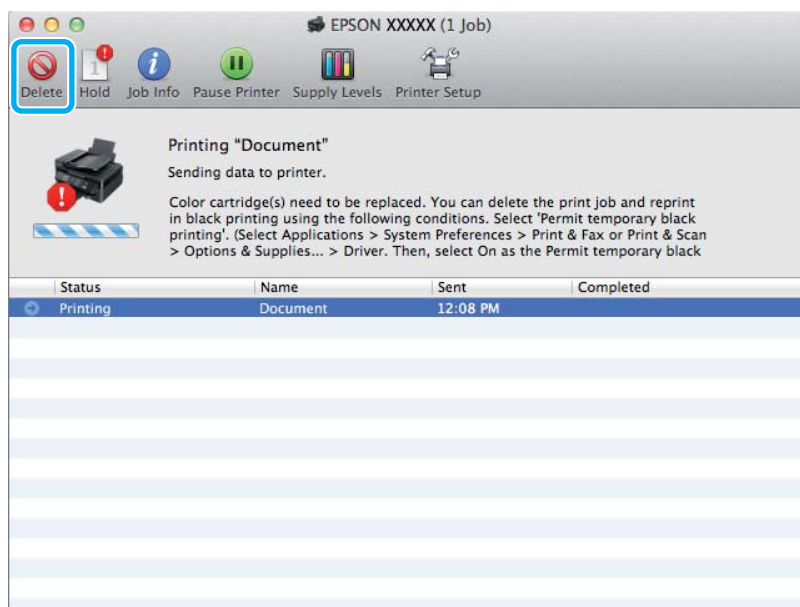 EPSON XXXXX (1 Job)
Delete Hold Job Info Pause Printer Supply Levels Printer Setup
Printing “Document”
Sending data to printer.
Color cartridge(s) need to be replaced. You can delete the print job and reprint
in black printing using the following conditions. Select 'Permit temporary black
printing'. (Select Applications > System Preferences > Print & Fax or Print & Scan
> Options & Supplies... > Driver. Then, select On as the Permit temporary black
Status Name Sent Completed
Printing Document 12:08 PM